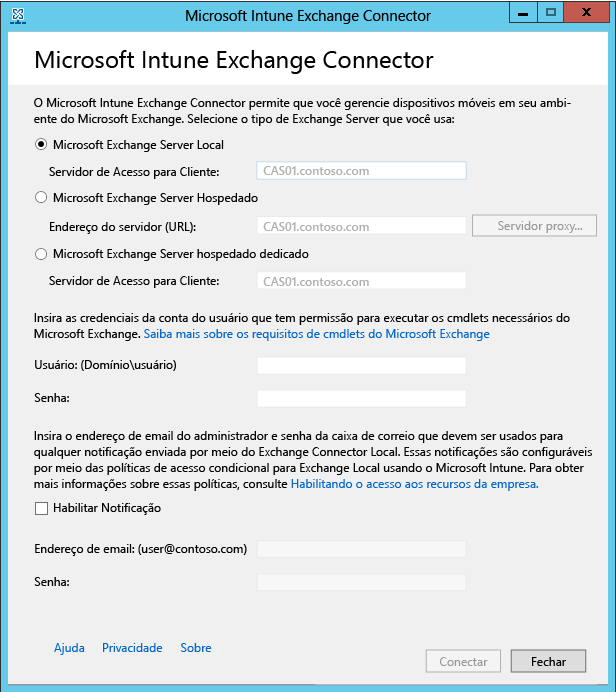 Microsoft Intune Exchange Connector
Microsoft Intune Exchange Connector
O Microsoft Intune Exchange Connector permite que você gerencie dispositivos móveis em seu ambi-
ente do Microsoft Exchange. Selecione o tipo de Exchange Server que você usa:
Microsoft Exchange Server Local
Servidor de Acesso para Cliente: CAS01.contoso.com
Microsoft Exchange Server Hospedado
Endereço do servidor (URL): CAS01.contoso.com Servidor proxy...
Microsoft Exchange Server hospedado dedicado
Servidor de Acesso para Cliente: CAS01.contoso.com
Insira as credenciais da conta do usuário que tem permissão para executar os cmdlets necessários do
Microsoft Exchange. Saiba mais sobre os requisitos de cmdlets do Microsoft Exchange
Usuário: (Domínio\usuário)
Senha:
Insira o endereço de email do administrador e senha da caixa de correio que devem ser usados para
qualquer notificação enviada por meio do Exchange Connector Local. Essas notificações são configuráveis
por meio das políticas de acesso condicional para Exchange Local usando o Microsoft Intune. Para obter
mais informações sobre essas políticas, consulte Habilitando o acesso aos recursos da empresa.
Habilitar Notificação
Endereço de email: (user@contoso.com)
Senha:
Ajuda Privacidade Sobre
Conectar Fechar